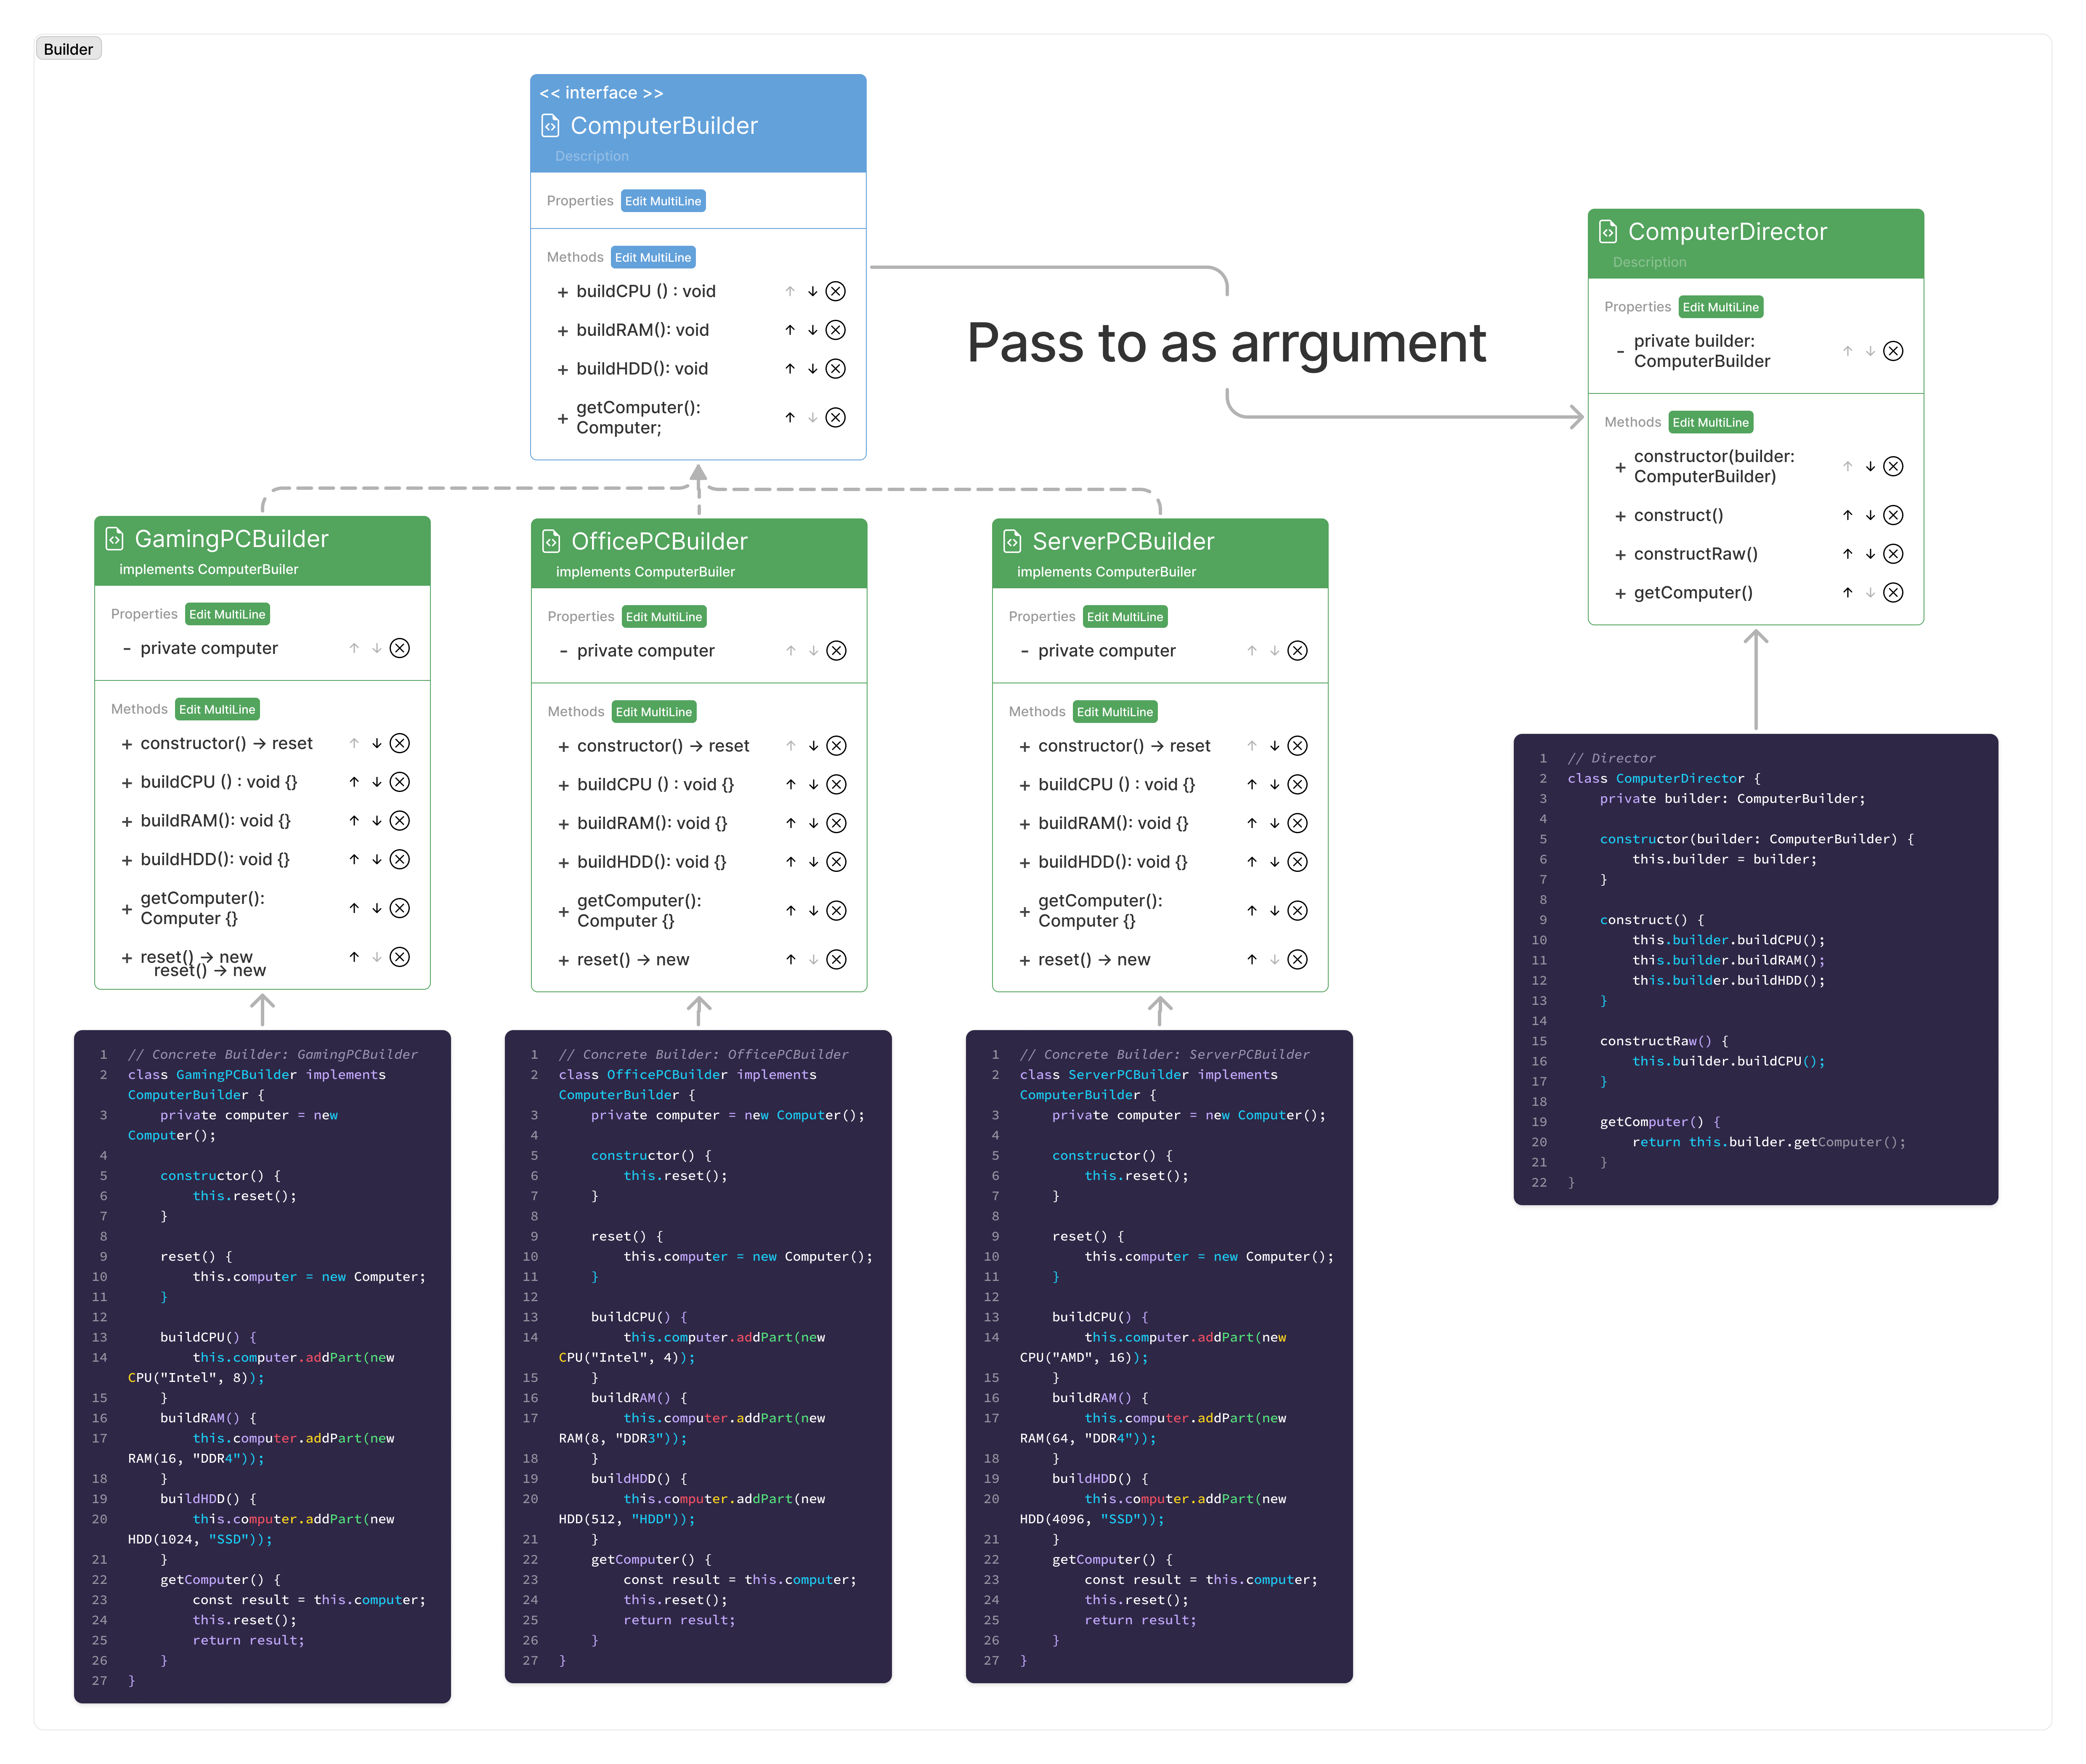 Builder
<< interface >>
ComputerBuilder
Description
Properties Edit MultiLine
Methods Edit MultiLine
+ buildCPU () : void
+ buildRAM(): void
+ buildHDD(): void
+ getComputer():
Computer;
Pass to as arrgument
ComputerDirector
Description
Properties Edit MultiLine
- private builder:
ComputerBuilder
Methods Edit MultiLine
+ constructor(builder:
ComputerBuilder)
+ construct()
+ constructRaw()
+ getComputer()
GamingPCBuilder
implements ComputerBuiler
Properties Edit MultiLine
- private computer
Methods Edit MultiLine
+ constructor() → reset
+ buildCPU () : void {}
+ buildRAM(): void {}
+ buildHDD(): void {}
+ getComputer():
Computer {}
+ reset() → new
reset() → new
OfficePCBuilder
implements ComputerBuiler
Properties Edit MultiLine
- private computer
Methods Edit MultiLine
+ constructor() → reset
+ buildCPU () : void {}
+ buildRAM(): void {}
+ buildHDD(): void {}
+ getComputer():
Computer {}
+ reset() → new
ServerPCBuilder
implements ComputerBuiler
Properties Edit MultiLine
- private computer
Methods Edit MultiLine
+ constructor() → reset
+ buildCPU () : void {}
+ buildRAM(): void {}
+ buildHDD(): void {}
+ getComputer():
Computer {}
+ reset() → new
1 // Director
2 class ComputerDirector {
3 private builder: ComputerBuilder;
4
5 constructor(builder: ComputerBuilder) {
6 this.builder = builder;
7 }
8
9 construct() {
10 this.builder.buildCPU();
11 this.builder.buildRAM();
12 this.builder.buildHDD();
13 }
14
15 constructRaw() {
16 this.builder.buildCPU();
17 }
18
19 getComputer() {
20 return this.builder.getComputer();
21 }
22 }
1 // Concrete Builder: GamingPCBuilder
2 class GamingPCBuilder implements
ComputerBuilder {
3 private computer = new
Computer();
4
5 constructor() {
6 this.reset();
7 }
8
9 reset() {
10 this.computer = new Computer;
11 }
12
13 buildCPU() {
14 this.computer.addPart(new
CPU("Intel", 8));
15 }
16 buildRAM() {
17 this.computer.addPart(new
RAM(16, "DDR4"));
18 }
19 buildHDD() {
20 this.computer.addPart(new
HDD(1024, "SSD"));
21 }
22 getComputer() {
23 const result = this.computer;
24 this.reset();
25 return result;
26 }
27 }
1 // Concrete Builder: OfficePCBuilder
2 class OfficePCBuilder implements
ComputerBuilder {
3 private computer = new Computer();
4
5 constructor() {
6 this.reset();
7 }
8
9 reset() {
10 this.computer = new Computer();
11 }
12
13 buildCPU() {
14 this.computer.addPart(new
CPU("Intel", 4));
15 }
16 buildRAM() {
17 this.computer.addPart(new
RAM(8, "DDR3"));
18 }
19 buildHDD() {
20 this.computer.addPart(new
HDD(512, "HDD"));
21 }
22 getComputer() {
23 const result = this.computer;
24 this.reset();
25 return result;
26 }
27 }
1 // Concrete Builder: ServerPCBuilder
2 class ServerPCBuilder implements
ComputerBuilder {
3 private computer = new Computer();
4
5 constructor() {
6 this.reset();
7 }
8
9 reset() {
10 this.computer = new Computer();
11 }
12
13 buildCPU() {
14 this.computer.addPart(new
CPU("AMD", 16));
15 }
16 buildRAM() {
17 this.computer.addPart(new
RAM(64, "DDR4"));
18 }
19 buildHDD() {
20 this.computer.addPart(new
HDD(4096, "SSD"));
21 }
22 getComputer() {
23 const result = this.computer;
24 this.reset();
25 return result;
26 }
27 }